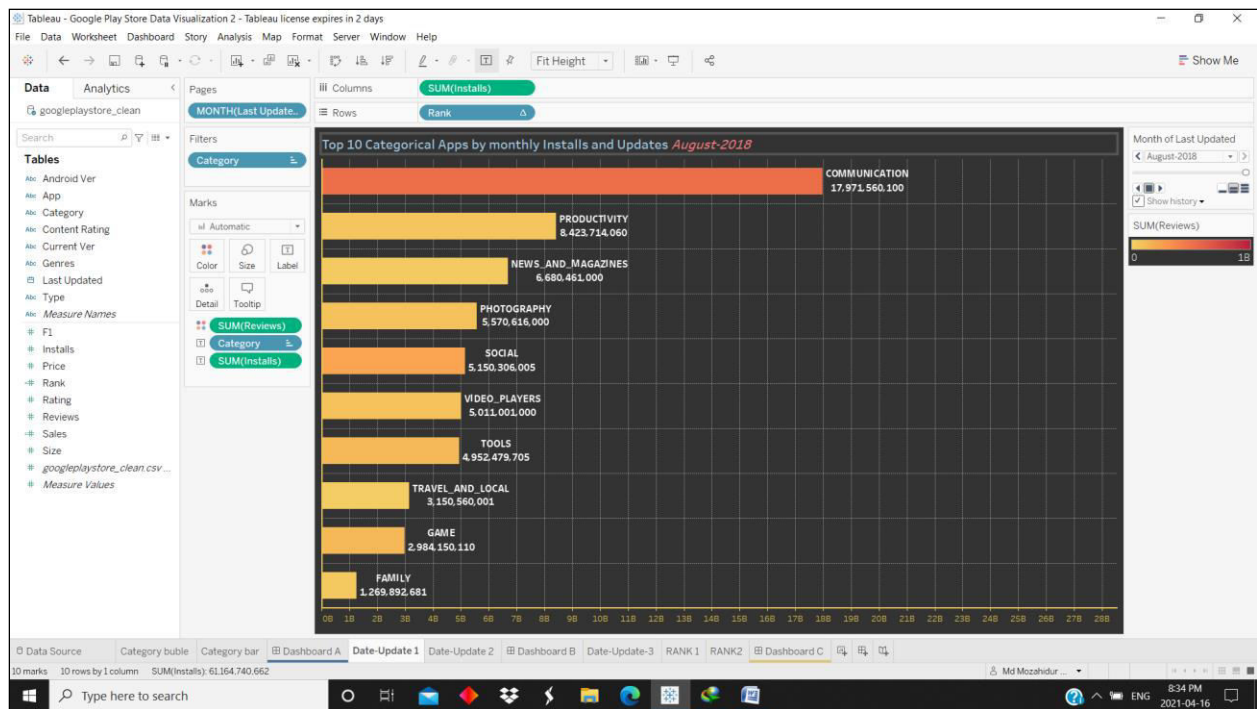 Tableau - Google Play Store Data Visualization 2 - Tableau license expires in 2 days
File Data Worksheet Dashboard Story Analysis Map Format Server Window Help
Fit Height
Show Me
Data Analytics
googleplaystore_clean
Search
Tables
Abc Android Ver
Abc App
Abc Category
Abc Content Rating
Abc Current Ver
Abc Genres
Last Updated
Abc Type
Abc Measure Names
# F1
# Installs
# Price
=# Rank
# Rating
# Reviews
=# Sales
# Size
# googleplaystore_clean.csv ...
# Measure Values
Pages
MONTH(Last Update..
Filters
Category
Marks
Automatic
Color Size Label
Detail Tooltip
SUM(Reviews)
Category
SUM(Installs)
Columns SUM(Installs)
Rows Rank
Top 10 Categorical Apps by monthly Installs and Updates August-2018
COMMUNICATION
17,971,560,100
PRODUCTIVITY
8,423,714,060
NEWS_AND_MAGAZINES
6,680,461,000
PHOTOGRAPHY
5,570,616,000
SOCIAL
5,150,306,005
VIDEO_PLAYERS
5,011,001,000
TOOLS
4,952,479,705
TRAVEL_AND_LOCAL
3,150,560,001
GAME
2,984,150,110
FAMILY
1,269,892,681
0B 1B 2B 3B 4B 5B 6B 7B 8B 9B 10B 11B 12B 13B 14B 15B 16B 17B 18B 19B 20B 21B 22B 23B 24B 25B 26B 27B 28B
Month of Last Updated
August-2018
Show history
SUM(Reviews)
0 1B
Data Source Category buble Category bar Dashboard A Date-Update 1 Date-Update 2 Dashboard B Date-Update-3 RANK 1 RANK2 Dashboard C
10 marks 10 rows by 1 column SUM(Installs): 61,164,740,662
Md Mozahidur ...
Type here to search
ENG
8:34 PM
2021-04-16